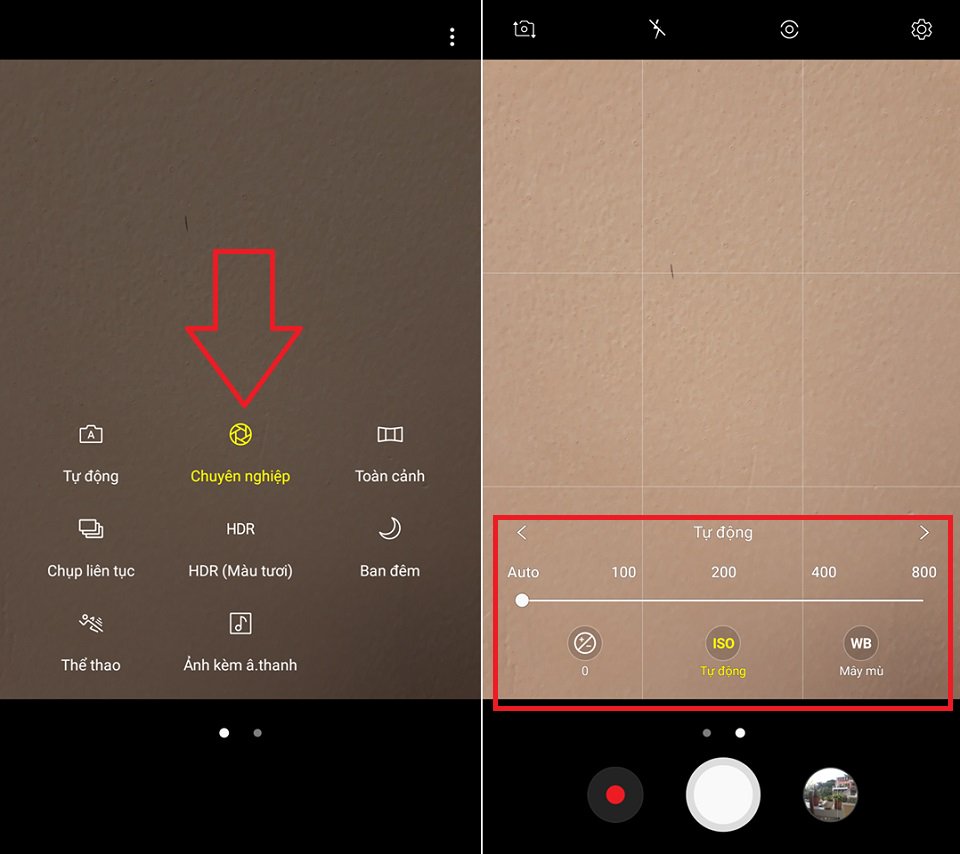 Tự động
Chuyên nghiệp
Toàn cảnh
HDR
Chụp liên tục
HDR (Màu tươi)
Ban đêm
Thể thao
Ảnh kèm â.thanh
Tự động
Auto 100 200 400 800
ISO WB
0 Tự động Mây mù